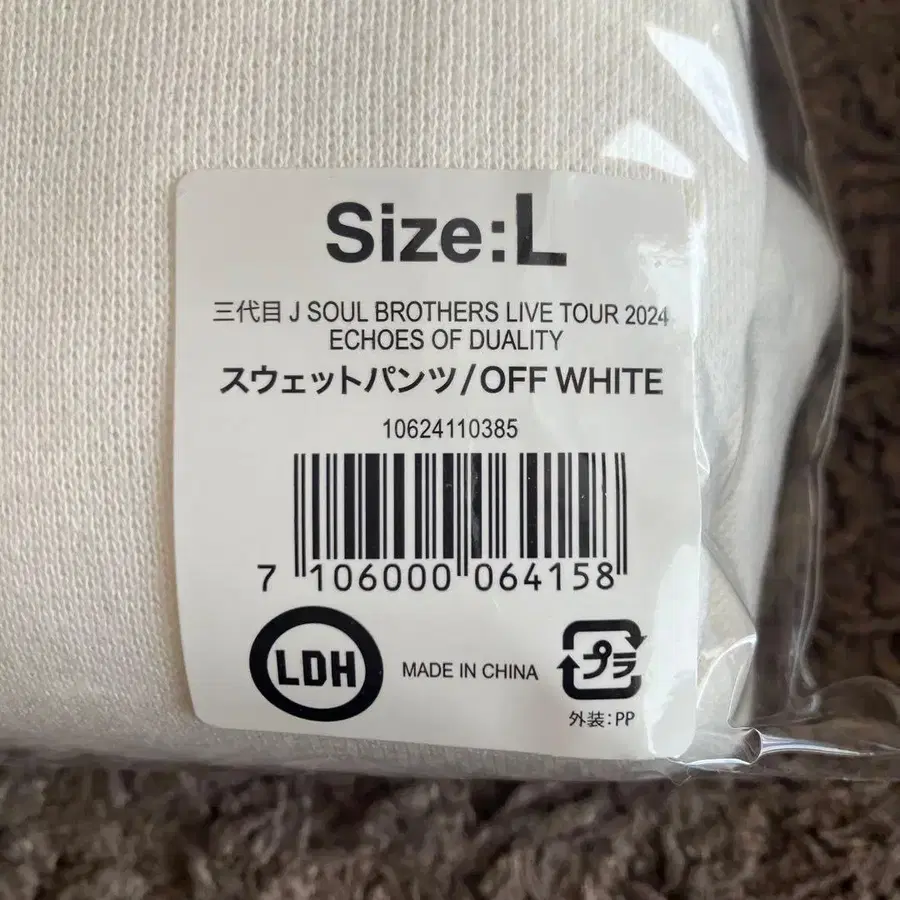 Size:L
三代目 J SOUL BROTHERS LIVE TOUR 2024
ECHOES OF DUALITY
スウェットパンツ/OFF WHITE
10624110385
7 106000 064158
LDH
MADE IN CHINA
プラ
外装:PP